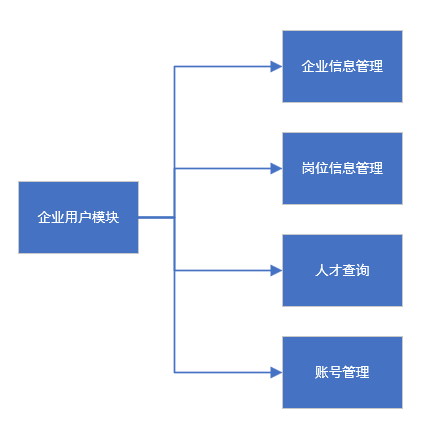 企业信息管理
岗位信息管理
企业用户模块
人才查询
账号管理